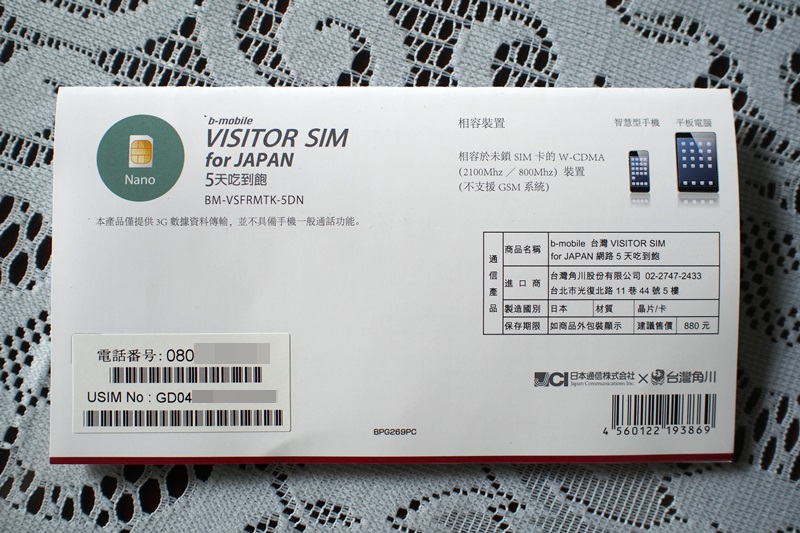 Nano
b-mobile
VISITOR SIM
for JAPAN
5天吃到飽
BM-VSFRMTK-5DN
本產品僅提供 3G 數據資料傳輸，並不具備手機一般通話功能。
相容裝置
智慧型手機 平板電腦
相容於未鎖 SIM 卡的 W-CDMA
(2100Mhz ／ 800Mhz) 裝置
(不支援 GSM 系統)
通信產品
商品名稱 b-mobile 台灣 VISITOR SIM
for JAPAN 網路 5 天吃到飽
進口商 台灣角川股份有限公司 02-2747-2433
台北市光復北路 11 巷 44 號 5 樓
製造國別 日本 材質 晶片/卡
保存期限 如商品外包裝顯示 建議售價 880 元
電話番号: 080
USIM No : GD04
JCI 日本通信株式会社 × 台灣角川
Japan Communications Inc.
BPG269PC
4 560122 193869